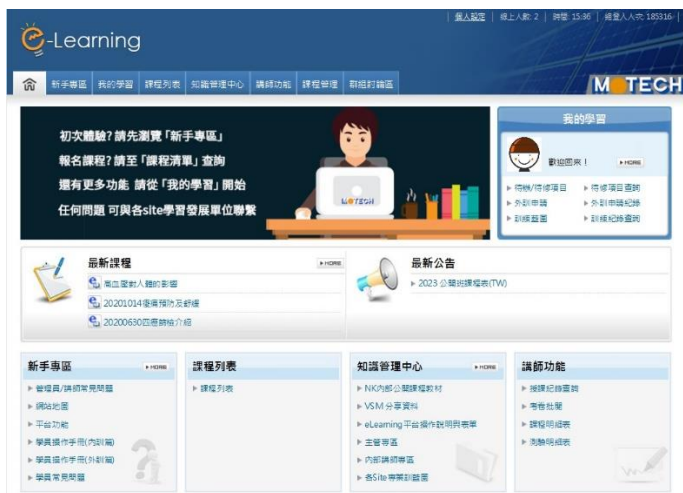 個人設定 | 線上人數: 2 | 時間: 15:36 | 總登入人次: 185316
e-Learning
新手專區 我的學習 課程列表 知識管理中心 講師功能 課程管理 群組討論區
MOTECH
初次體驗? 請先瀏覽「新手專區」
報名課程? 請至「課程清單」查詢
還有更多功能 請從「我的學習」開始
任何問題 可與各site學習發展單位聯繫
MOTECH
我的學習
歡迎回來! MORE
待辦/待修項目 待修項目查詢
外訓申請 外訓申請紀錄
訓練藍圖 訓練紀錄查詢
最新課程 MORE
高血壓對人體的影響
20201014痠痛預防及舒緩
20200630四癌篩檢介紹
最新公告
2023 公開班課程表(TW)
新手專區 MORE
管理員/講師常見問題
網站地圖
平台功能
學員操作手冊(內訓篇)
學員操作手冊(外訓篇)
學員常見問題
課程列表
課程列表
知識管理中心 MORE
NK內部公開課程教材
VSM 分享資料
eLearning 平台操作說明與表單
主管專區
內部講師專區
各Site專業訓藍圖
講師功能
授課紀錄查詢
考卷批閱
課程明細表
測驗明細表